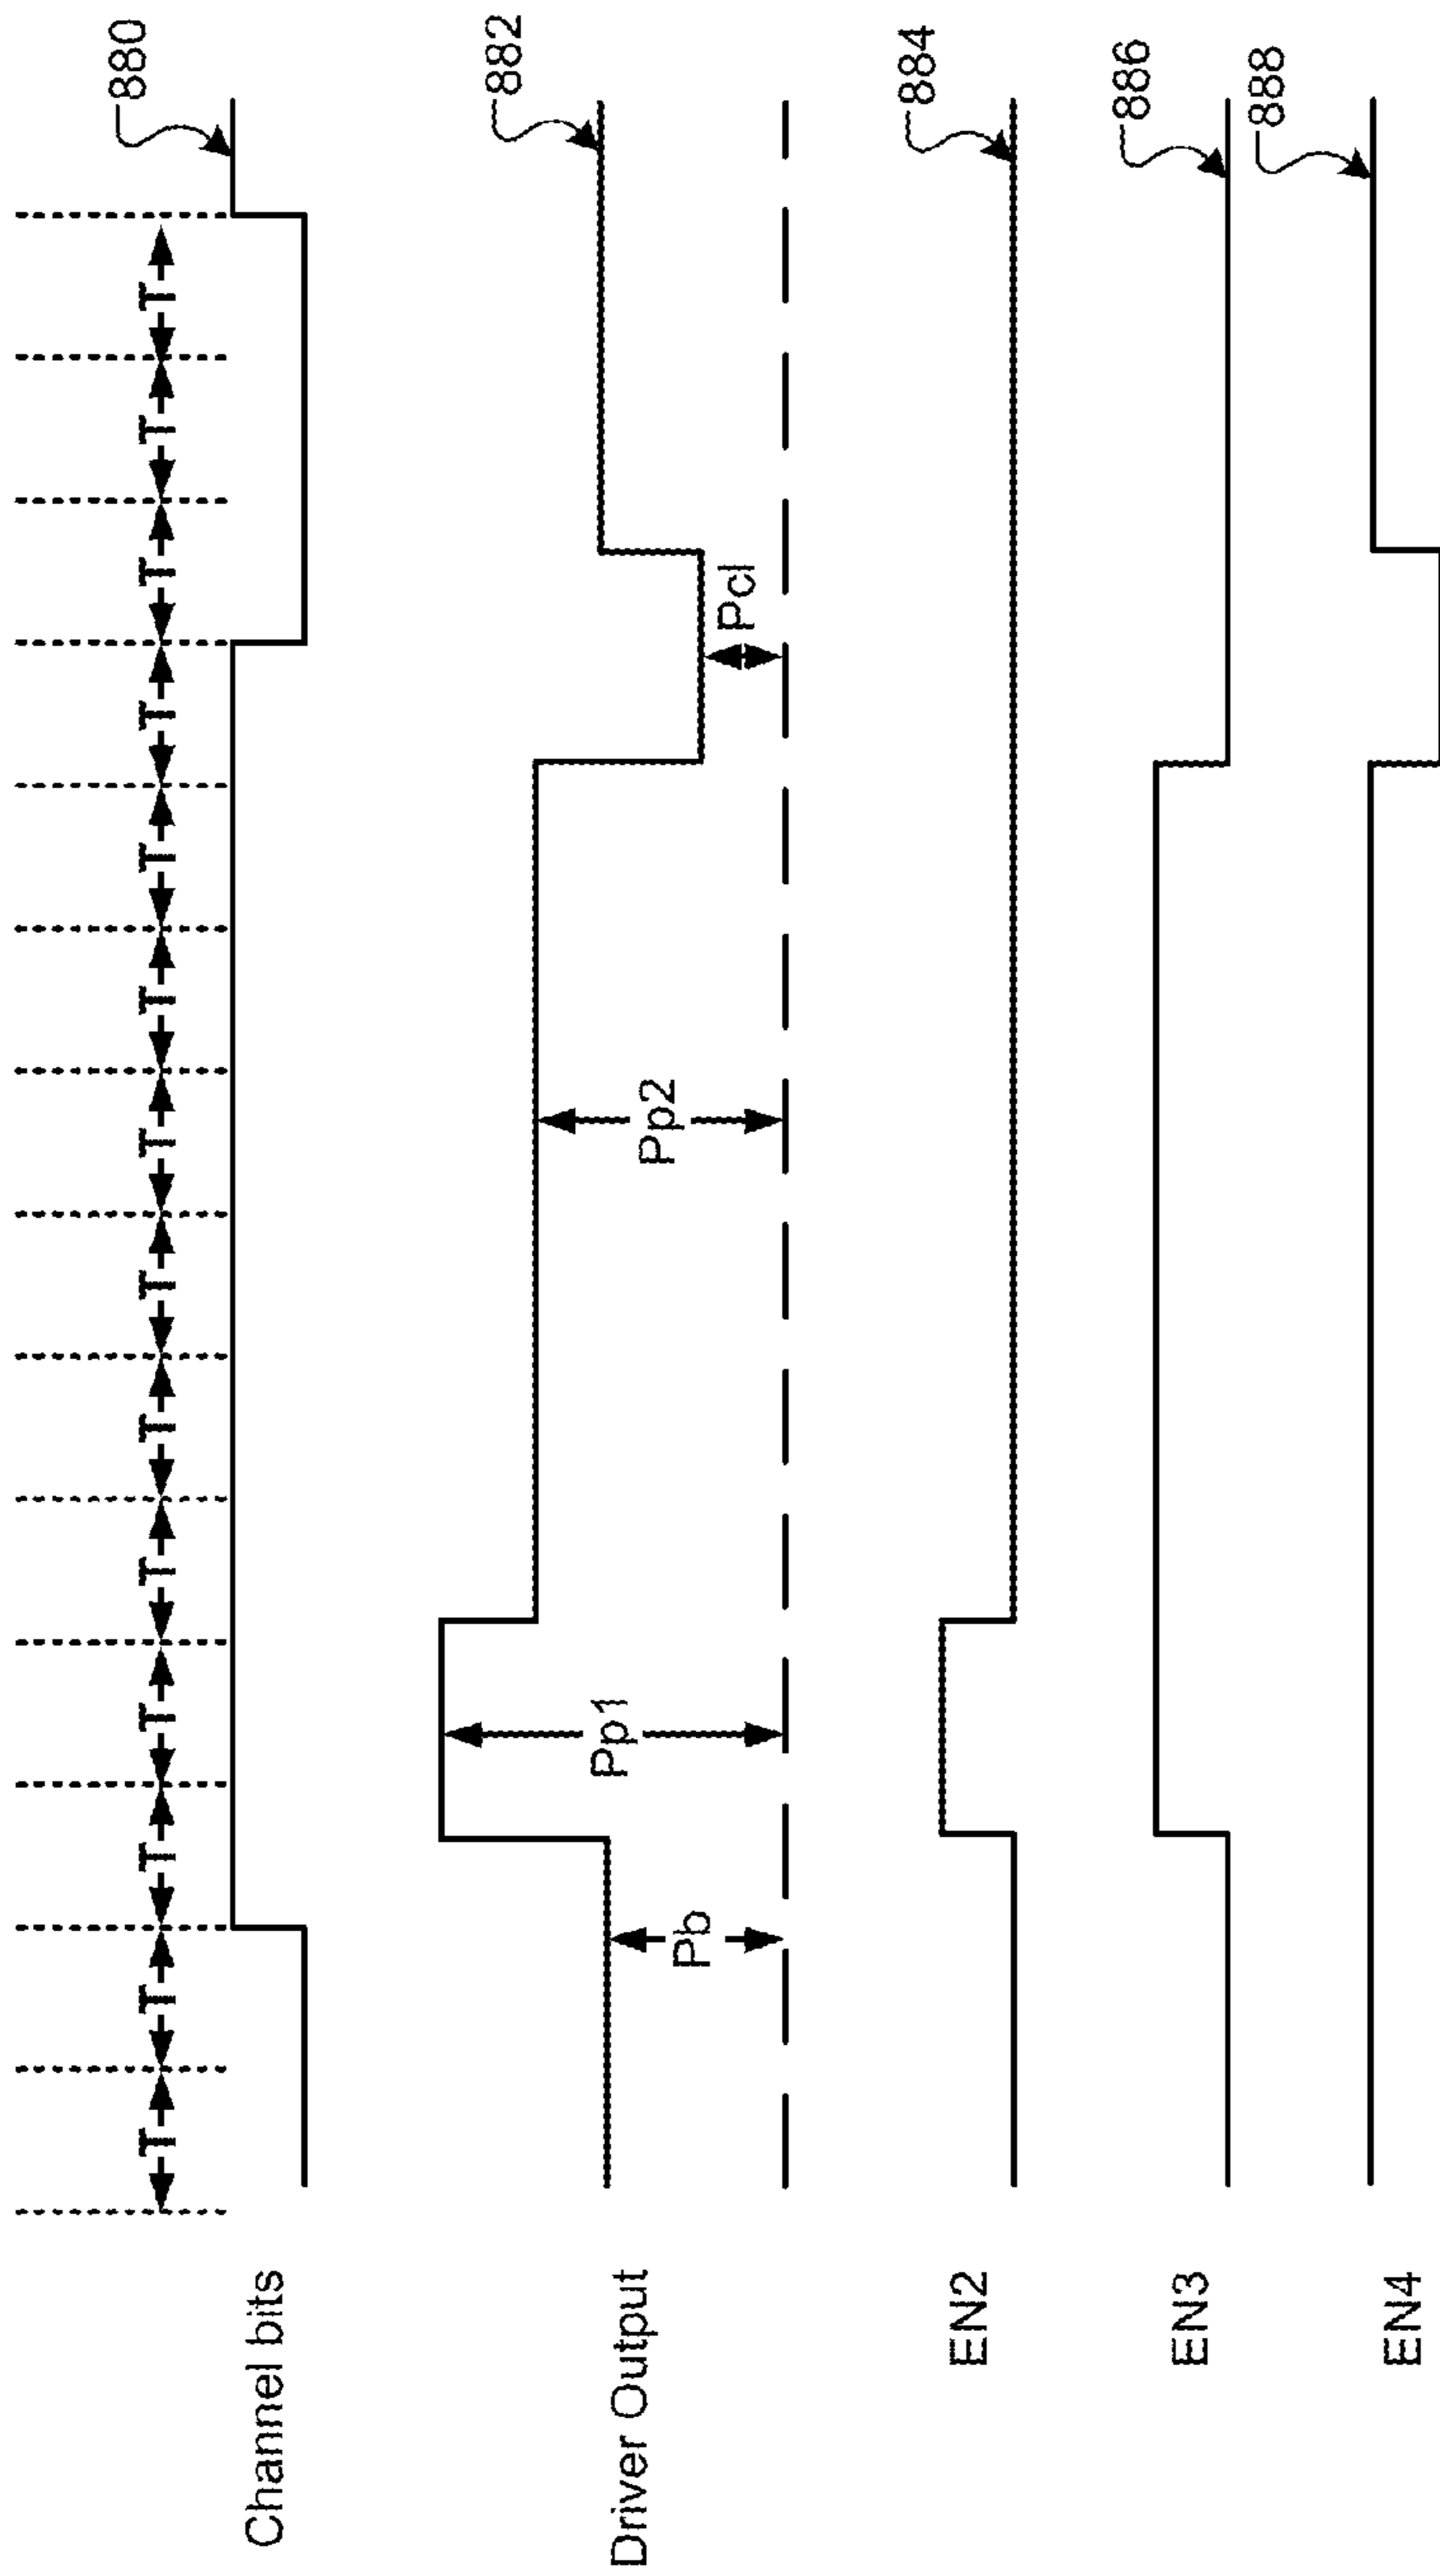 T T T T T T T T T T T T T T
880
Channel bits
882
Driver Output
Pb
Pp1
Pp2
Pcl
884
EN2
886
EN3
888
EN4